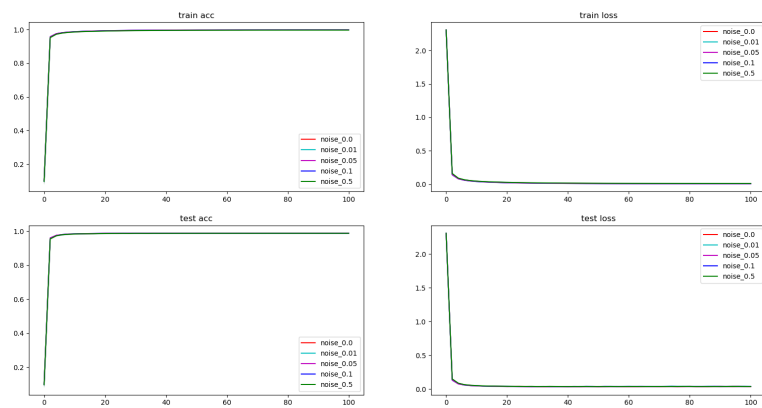 train acc
1.0
0.8
0.6
0.4
0.2
0
20
40
60
80
100
noise_0.0
noise_0.01
noise_0.05
noise_0.1
noise_0.5
train loss
2.0
1.5
1.0
0.5
0.0
0
20
40
60
80
100
noise_0.0
noise_0.01
noise_0.05
noise_0.1
noise_0.5
test acc
1.0
0.8
0.6
0.4
0.2
0
20
40
60
80
100
noise_0.0
noise_0.01
noise_0.05
noise_0.1
noise_0.5
test loss
2.0
1.5
1.0
0.5
0.0
0
20
40
60
80
100
noise_0.0
noise_0.01
noise_0.05
noise_0.1
noise_0.5